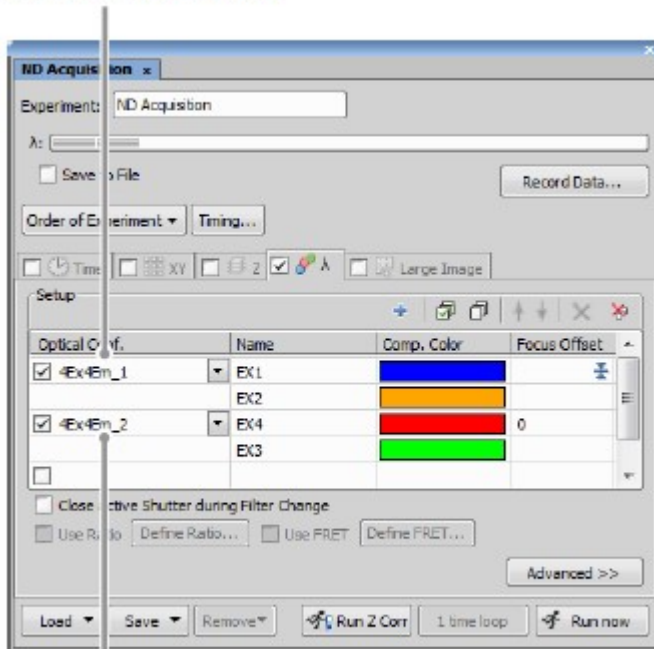 ND Acquisition x
Experiment: ND Acquisition
λ:
Save to File
Record Data...
Order of Experiment Timing...
Time XY Z λ Large Image
Setup
Optical Conf. Name Comp. Color Focus Offset
4Ex4Em_1 EX1
EX2
4Ex4Em_2 EX4 0
EX3
Close Active Shutter during Filter Change
Use Ratio Define Ratio... Use FRET Define FRET...
Advanced >>
Load Save Remove Run Z Corr 1 time loop Run now